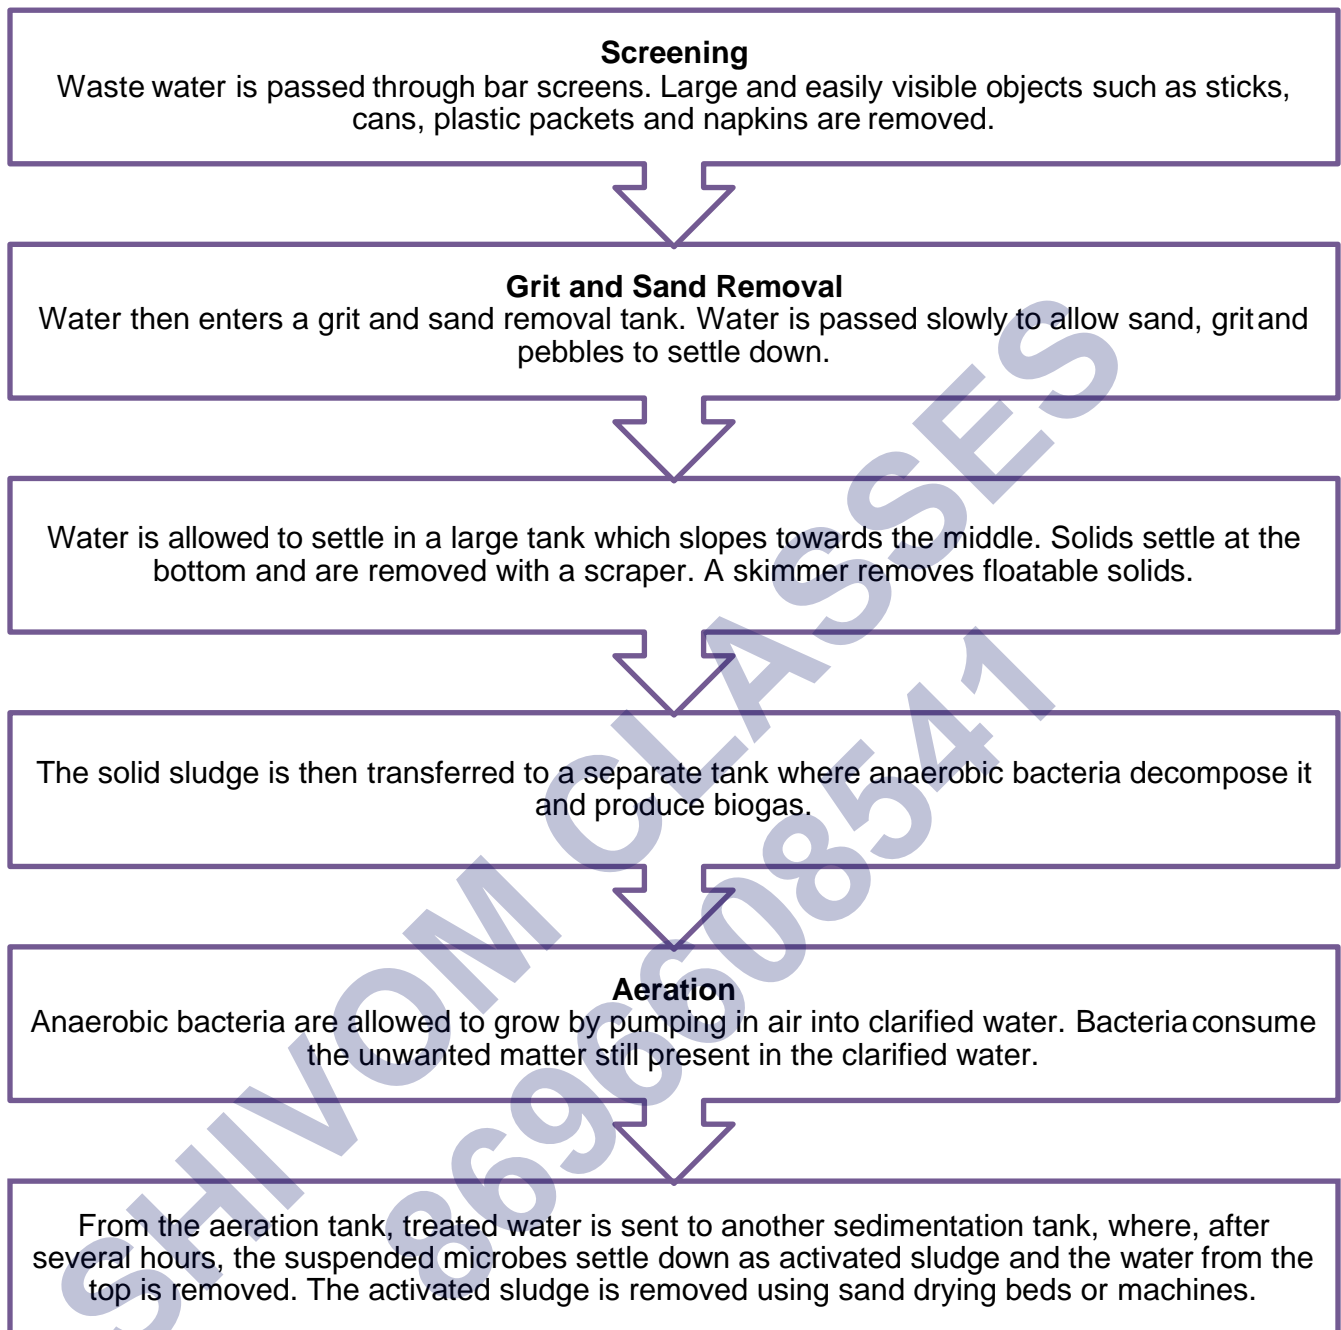 Screening
Waste water is passed through bar screens. Large and easily visible objects such as sticks,
cans, plastic packets and napkins are removed.
Grit and Sand Removal
Water then enters a grit and sand removal tank. Water is passed slowly to allow sand, grit and
pebbles to settle down.
Water is allowed to settle in a large tank which slopes towards the middle. Solids settle at the
bottom and are removed with a scraper. A skimmer removes floatable solids.
The solid sludge is then transferred to a separate tank where anaerobic bacteria decompose it
and produce biogas.
Aeration
Anaerobic bacteria are allowed to grow by pumping in air into clarified water. Bacteria consume
the unwanted matter still present in the clarified water.
From the aeration tank, treated water is sent to another sedimentation tank, where, after
several hours, the suspended microbes settle down as activated sludge and the water from the
top is removed. The activated sludge is removed using sand drying beds or machines.
SHIVOM CLASSES
8696608541